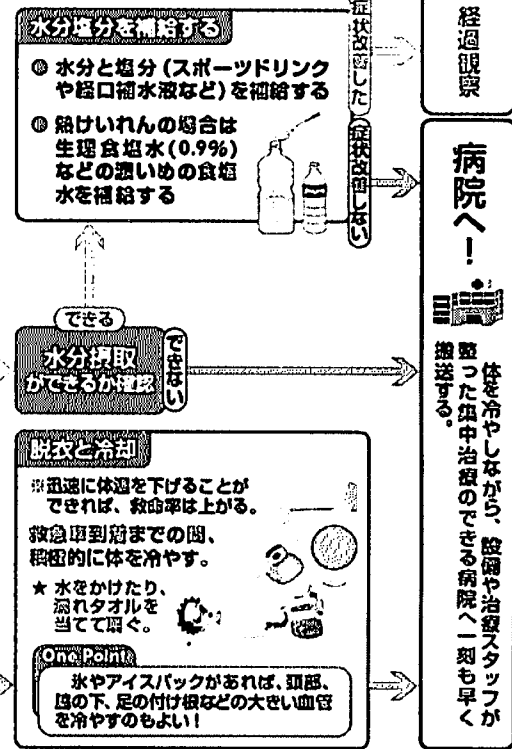 水分塩分を補給する
● 水分と塩分(スポーツドリンク
や経口補水液など)を補給する
● 熱けいれんの場合は
生理食塩水(0.9%)
などの濃いめの食塩
水を補給する
症状改善した
症状改善しない
経過観察
できる
水分摂取
ができるか確認
できない
脱衣と冷却
※迅速に体温を下げることが
できれば、救命率は上がる。
救急車到着までの間、
積極的に体を冷やす。
★ 水をかけたり、
濡れタオルを
当てて扇ぐ。
One Point
氷やアイスパックがあれば、頭部、
脇の下、足の付け根などの大きい血管
を冷やすのもよい！
病院へ！
体を冷やしながら、設備や治療スタッフが
整った集中治療のできる病院へ一刻も早く
搬送する。